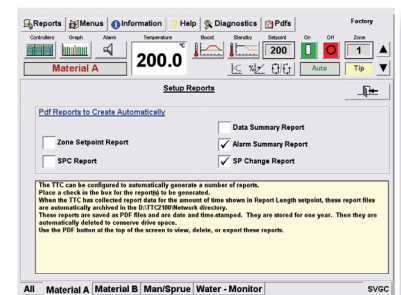 Reports Menus Information Help Diagnostics Pdfs Factory
Controllers Graph Alarm Temperature Boost Standby Setpoint On Off Zone
200.0 °C 200 1
Material A Auto Tip
Setup Reports
Pdf Reports to Create Automatically
Data Summary Report
Zone Setpoint Report Alarm Summary Report
SPC Report SP Change Report
The TTC can be configured to automatically generate a number of reports.
Place a check in the box for the report(s) to be generated.
When the TTC has collected report data for the amount of time shown in Report Length setpoint, these report files
are automatically archived in the D:\TTC2100\Network directory.
These reports are saved as PDF files and are date and time-stamped. They are stored for one year. Then they are
automatically deleted to conserve drive space.
Use the PDF button at the top of the screen to view, delete, or export these reports.
All Material A Material B Man/Sprue Water - Monitor SVGC